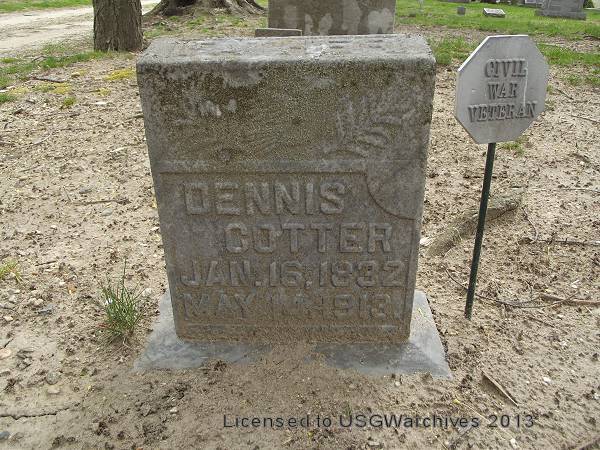 DENNIS
COTTER
JAN. 16, 1832
MAY 1913.
CIVIL
WAR
VETERAN
Licensed to USGWarchives 2013